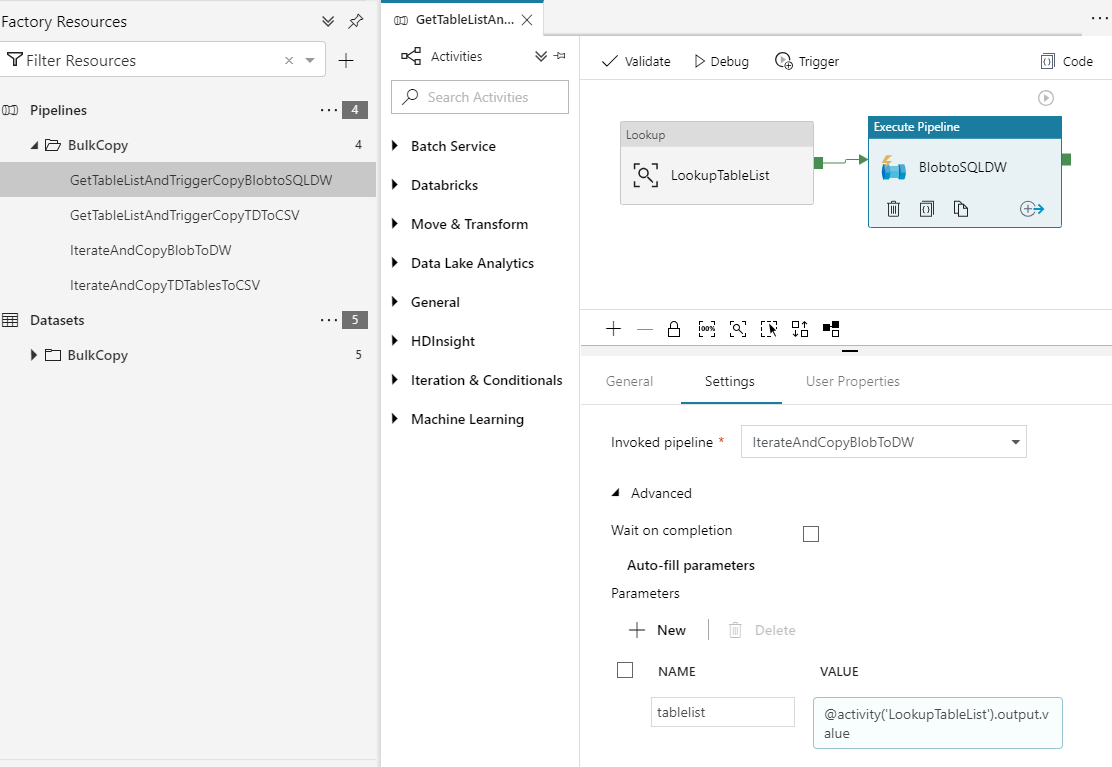 Factory Resources
Filter Resources
Pipelines
4
BulkCopy
4
GetTableListAndTriggerCopyBlobtoSQLDW
GetTableListAndTriggerCopyTDToCSV
IterateAndCopyBlobToDW
IterateAndCopyTDTablesToCSV
Datasets
5
BulkCopy
5
GetTableListAn...
Activities
Search Activities
Batch Service
Databricks
Move & Transform
Data Lake Analytics
General
HDInsight
Iteration & Conditionals
Machine Learning
Validate
Debug
Trigger
Code
Lookup
LookupTableList
Execute Pipeline
BlobtoSQLDW
100%
General
Settings
User Properties
Invoked pipeline *
IterateAndCopyBlobToDW
Advanced
Wait on completion
Auto-fill parameters
Parameters
New
Delete
NAME
VALUE
tablelist
@activity('LookupTableList').output.v
alue